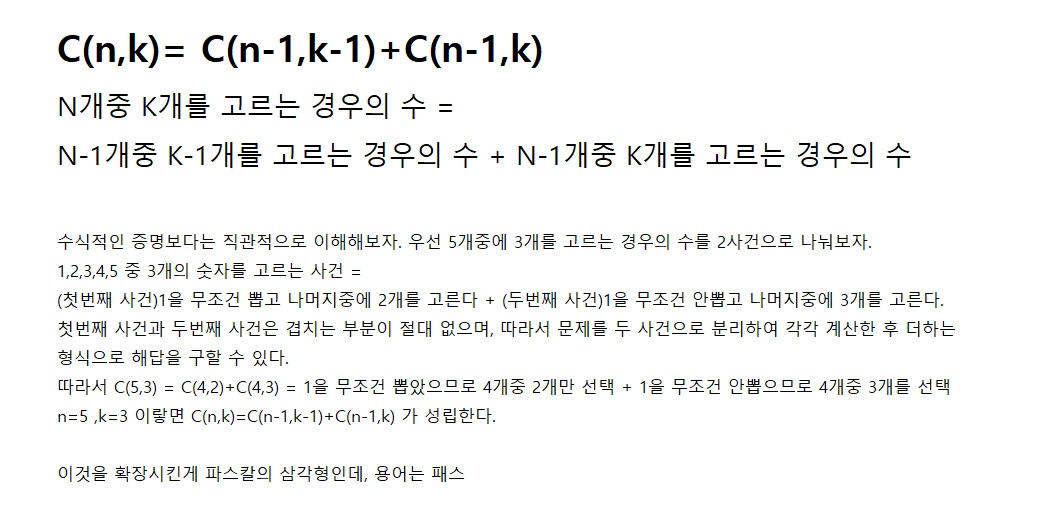 C(n,k)= C(n-1,k-1)+C(n-1,k)
N개중 K개를 고르는 경우의 수 =
N-1개중 K-1개를 고르는 경우의 수 + N-1개중 K개를 고르는 경우의 수
수식적인 증명보다는 직관적으로 이해해보자. 우선 5개중에 3개를 고르는 경우의 수를 2사건으로 나눠보자.
1,2,3,4,5 중 3개의 숫자를 고르는 사건 =
(첫번째 사건)1을 무조건 뽑고 나머지중에 2개를 고른다 + (두번째 사건)1을 무조건 안뽑고 나머지중에 3개를 고른다.
첫번째 사건과 두번째 사건은 겹치는 부분이 절대 없으며, 따라서 문제를 두 사건으로 분리하여 각각 계산한 후 더하는
형식으로 해답을 구할 수 있다.
따라서 C(5,3) = C(4,2)+C(4,3) = 1을 무조건 뽑았으므로 4개중 2개만 선택 + 1을 무조건 안뽑으므로 4개중 3개를 선택
n=5 ,k=3 이랗면 C(n,k)=C(n-1,k-1)+C(n-1,k) 가 성립한다.
이것을 확장시킨게 파스칼의 삼각형인데, 용어는 패스